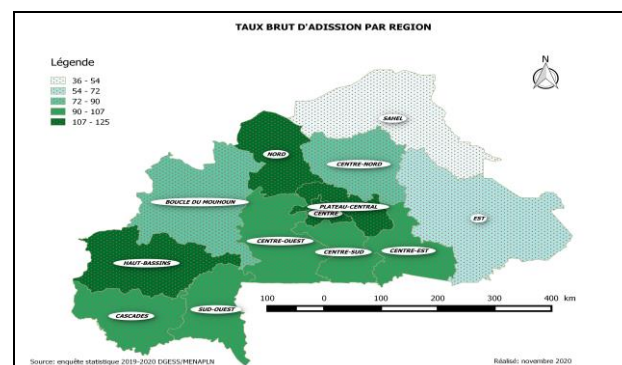 TAUX BRUT D'ADISSION PAR REGION
Légende
36 - 54
54 - 72
72 - 90
90 - 107
107 - 125
N
SAHEL
NORD
CENTRE-NORD
BOUCLE DU MOUHOUN
PLATEAU-CENTRAL
CENTRE
EST
CENTRE-OUEST
CENTRE-SUD
CENTRE-EST
HAUT-BASSINS
CASCADES
SUD-OUEST
100 0 100 200 300 400 km
Source: enquête statistique 2019-2020 DGESS/MENAPLN
Réalisé: novembre 2020